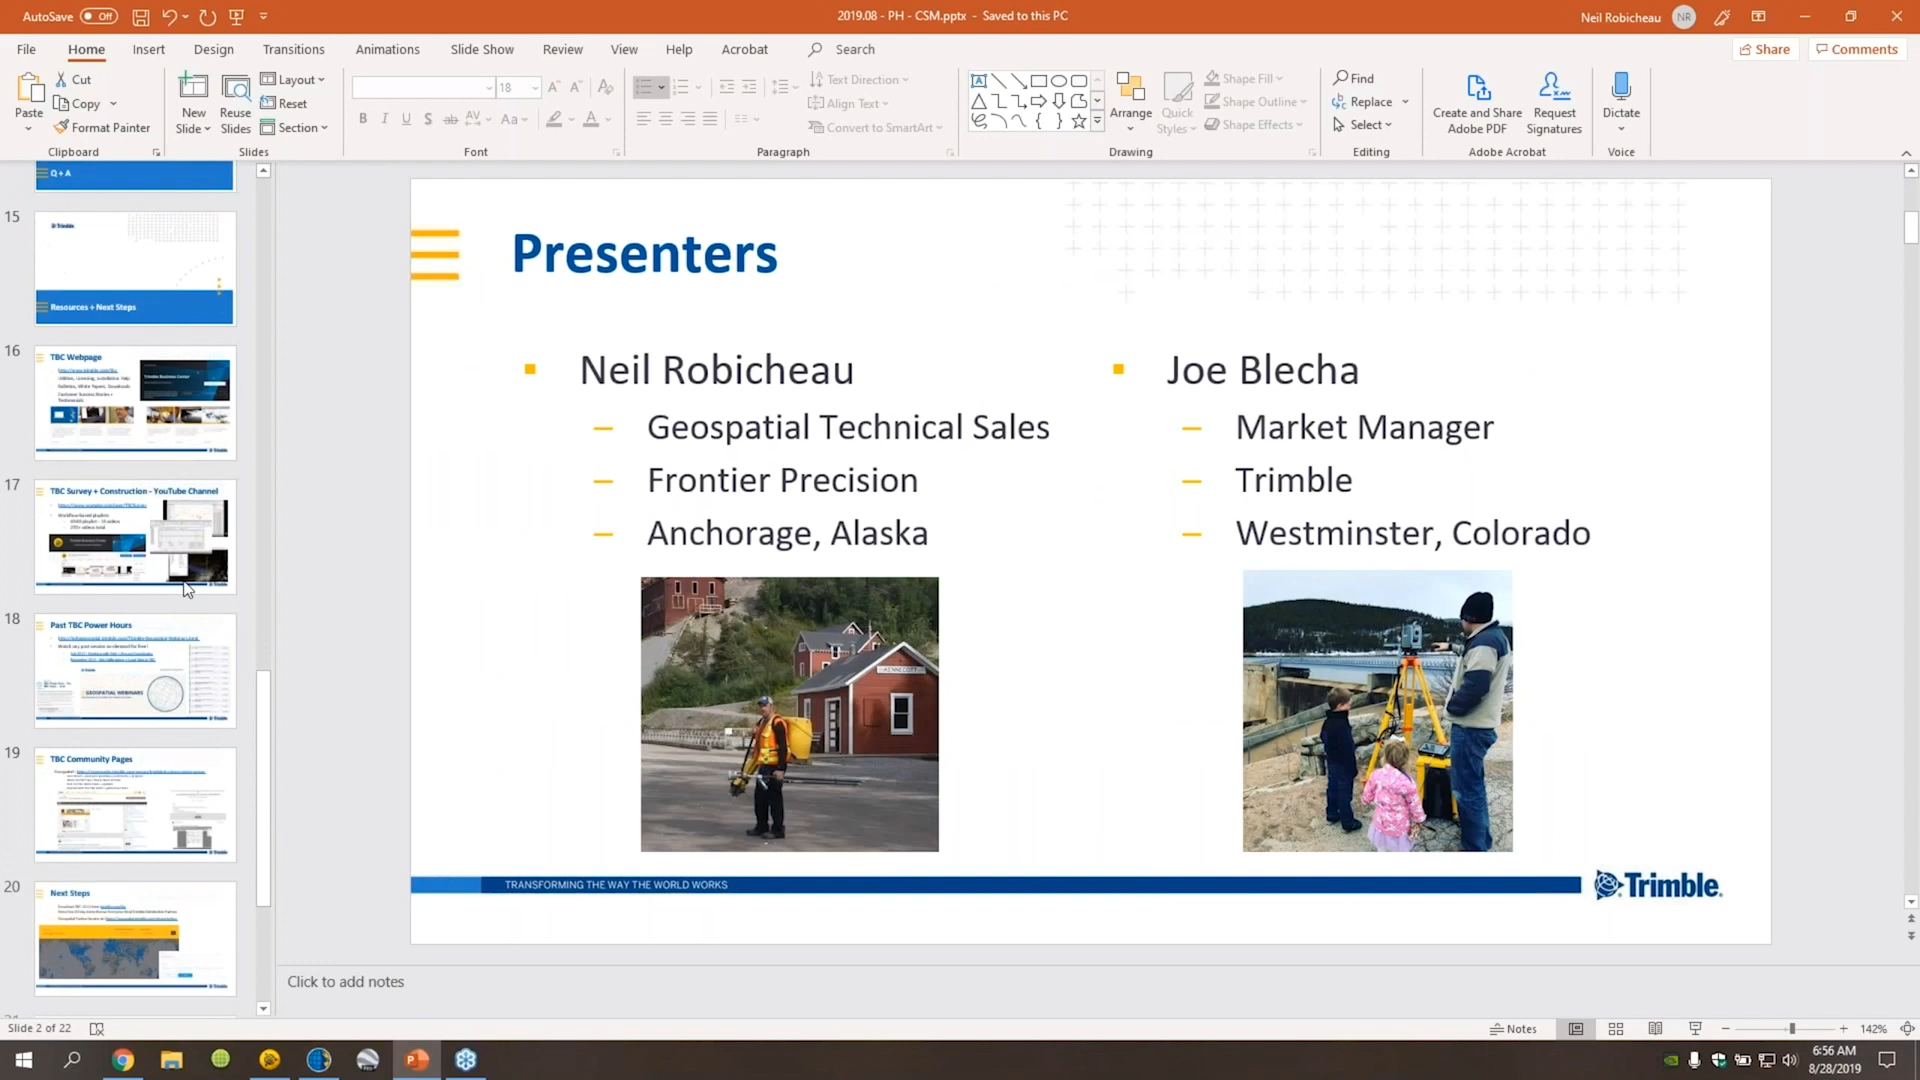 AutoSave Off
2019.08 - PH - CSM.pptx - Saved to this PC
Neil Robicheau NR
File Home Insert Design Transitions Animations Slide Show Review View Help Acrobat Search
Share Comments
Paste
Cut
Copy
Format Painter
Clipboard
New Slide
Reuse Slides
Layout
Reset
Section
Slides
18
Font
Text Direction
Align Text
Convert to SmartArt
Paragraph
Arrange
Quick Styles
Shape Fill
Shape Outline
Shape Effects
Drawing
Find
Replace
Select
Editing
Create and Share Adobe PDF
Request Signatures
Adobe Acrobat
Dictate
Voice
Q + A
15
Trimble
Resources + Next Steps
16
TBC Webpage
17
TBC Survey + Construction - YouTube Channel
18
Past TBC Power Hours
GEOSPATIAL WEBINARS
19
TBC Community Pages
20
Next Steps
Presenters
Neil Robicheau
– Geospatial Technical Sales
– Frontier Precision
– Anchorage, Alaska
Joe Blecha
– Market Manager
– Trimble
– Westminster, Colorado
KENNECOTT
TRANSFORMING THE WAY THE WORLD WORKS
Trimble
Click to add notes
Slide 2 of 22
Notes
142%
6:56 AM
8/28/2019